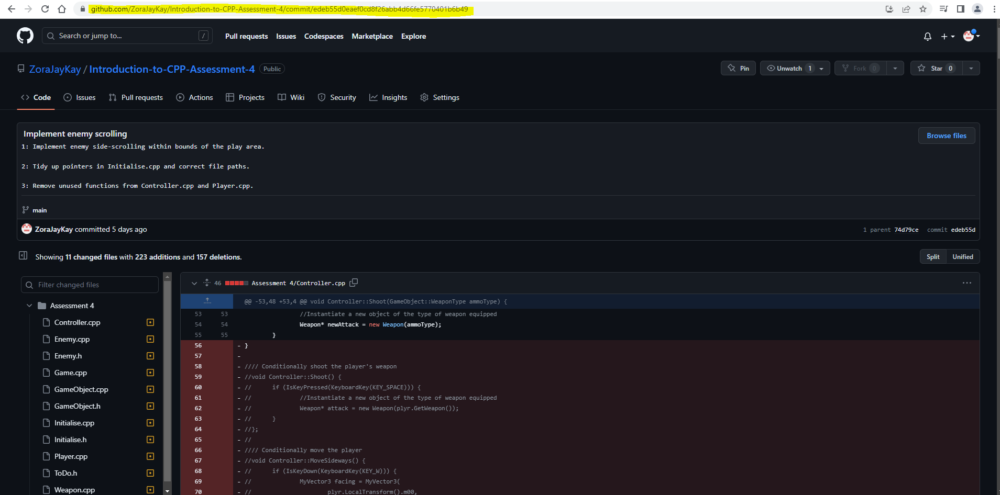 github.com/ZoraJayKay/Introduction-to-CPP-Assessment-4/commit/edeb55d0eaef0cd8f26abb4d66fe5770401b6b49
Search or jump to... / Pull requests Issues Codespaces Marketplace Explore
ZoraJayKay / Introduction-to-CPP-Assessment-4 Public Pin Unwatch 1 Fork 0 Star 0
Code Issues Pull requests Actions Projects Wiki Security Insights Settings
Implement enemy scrolling Browse files
1: Implement enemy side-scrolling within bounds of the play area.
2: Tidy up pointers in Initialise.cpp and correct file paths.
3: Remove unused functions from Controller.cpp and Player.cpp.
main
ZoraJayKay committed 5 days ago 1 parent 74d79ce commit edeb55d
Showing 11 changed files with 223 additions and 157 deletions. Split Unified
Filter changed files
Assessment 4
Controller.cpp
Enemy.cpp
Enemy.h
Game.cpp
GameObject.cpp
GameObject.h
Initialise.cpp
Initialise.h
Player.cpp
ToDo.h
Weapon.cpp
46 Assessment 4/Controller.cpp
@@ -53,48 +53,4 @@ void Controller::Shoot(GameObject::WeaponType ammoType) {
53 53 //Instantiate a new object of the type of weapon equipped
54 54 Weapon* newAttack = new Weapon(ammoType);
55 55 }
56 - }
57 -
58 - //// Conditionally shoot the player's weapon
59 - //void Controller::Shoot() {
60 - // if (IsKeyPressed(KeyboardKey(KEY_SPACE))) {
61 - // //Instantiate a new object of the type of weapon equipped
62 - // Weapon* attack = new Weapon(plyr.GetWeapon());
63 - // }
64 - //};
65 - //
66 - //// Conditionally move the player
67 - //void Controller::MoveSideways() {
68 - // if (IsKeyDown(KeyboardKey(KEY_W))) {
69 - // MyVector3 facing = MyVector3(
70 - // plyr.LocalTransform().m00,